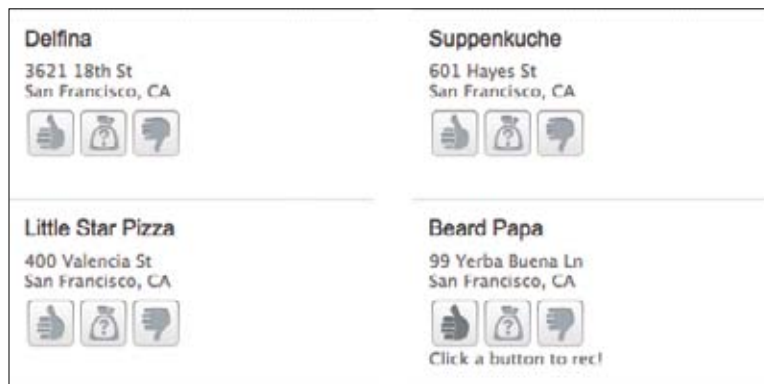 Delfina
3621 18th St
San Francisco, CA
? 
Suppenkuche
601 Hayes St
San Francisco, CA
?
Little Star Pizza
400 Valencia St
San Francisco, CA
?
Beard Papa
99 Yerba Buena Ln
San Francisco, CA
?
Click a button to rec!